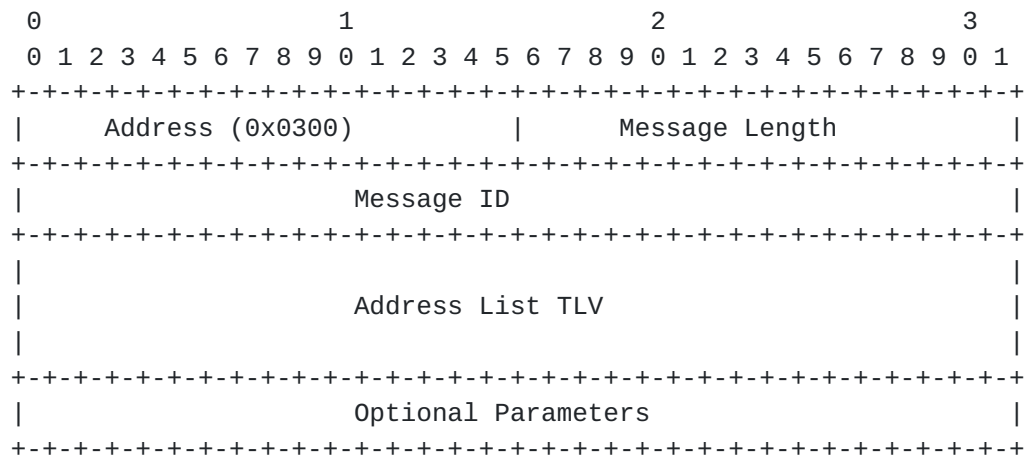 0                   1                   2                   3
 0 1 2 3 4 5 6 7 8 9 0 1 2 3 4 5 6 7 8 9 0 1 2 3 4 5 6 7 8 9 0 1
+-+-+-+-+-+-+-+-+-+-+-+-+-+-+-+-+-+-+-+-+-+-+-+-+-+-+-+-+-+-+-+-+
|     Address (0x0300)          |      Message Length           |
+-+-+-+-+-+-+-+-+-+-+-+-+-+-+-+-+-+-+-+-+-+-+-+-+-+-+-+-+-+-+-+-+
|                     Message ID                                |
+-+-+-+-+-+-+-+-+-+-+-+-+-+-+-+-+-+-+-+-+-+-+-+-+-+-+-+-+-+-+-+-+
|                                                               |
|                     Address List TLV                          |
|                                                               |
+-+-+-+-+-+-+-+-+-+-+-+-+-+-+-+-+-+-+-+-+-+-+-+-+-+-+-+-+-+-+-+-+
|                     Optional Parameters                       |
+-+-+-+-+-+-+-+-+-+-+-+-+-+-+-+-+-+-+-+-+-+-+-+-+-+-+-+-+-+-+-+-+